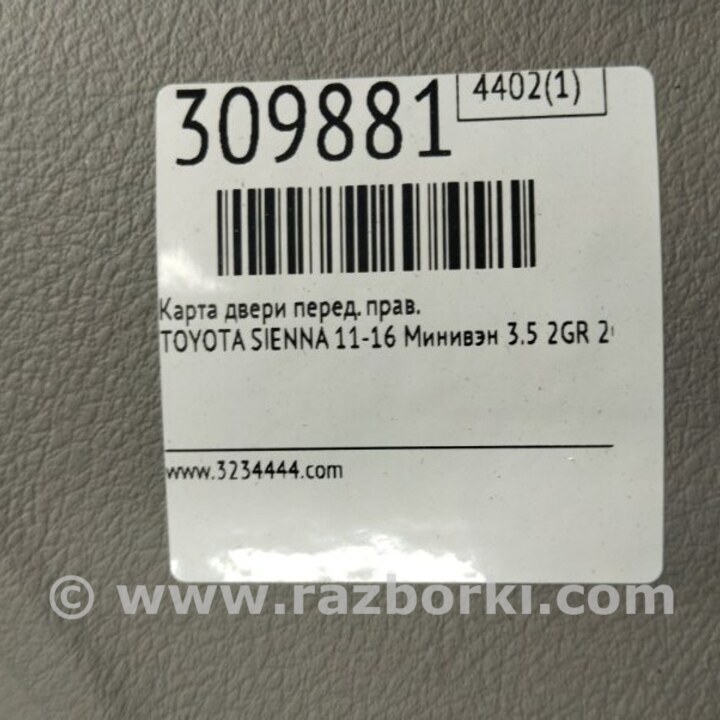 309881
4402(1)
Карта двери перед. прав.
TOYOTA SIENNA 11-16 Минивэн 3.5 2GR
www.3234444.com
© www.razborki.com